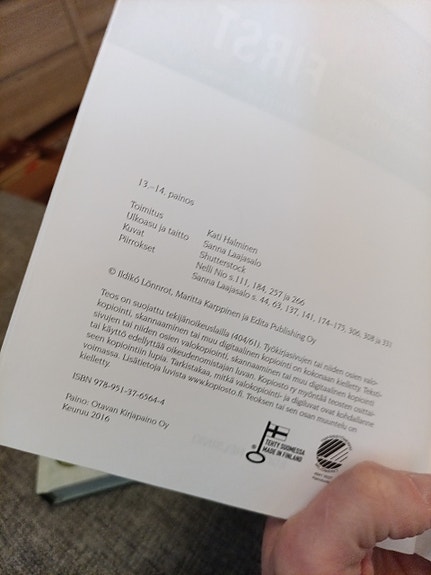 FIRST
13.–14. painos
Toimitus Kati Halminen
Ulkoasu ja taitto Sanna Laajasalo
Kuvat Shutterstock
Piirrokset Nelli Nio s.111, 184, 257 ja 266
Sanna Laajasalo s. 44, 63, 137, 141, 174–175, 306, 308 ja 351
© Ildikó Lönnrot, Maritta Karppinen ja Edita Publishing Oy
Teos on suojattu tekijänoikeuslailla (404/61). Työkirjasivujen tai niiden osien valo-
kopiointi, skannaaminen tai muu digitaalinen kopiointi on kokonaan kielletty. Teksti-
sivujen tai niiden osien valokopiointi, skannaaminen tai muu digitaalinen kopiointi
tai käyttö edellyttää oikeudenomistajan luvan. Kopiosto ry myöntää teosten osittai-
seen kopiointiin lupia. Tarkistakaa, mitkä valokopiointi- ja digiluvat ovat kohdallanne
voimassa. Lisätietoja luvista www.kopiosto.fi. Teoksen tai sen osan muuntelu on
kielletty.
ISBN 978-951-37-6564-4
Paino: Otavan Kirjapaino Oy
Keuruu 2016
TEHTY SUOMESSA
MADE IN FINLAND